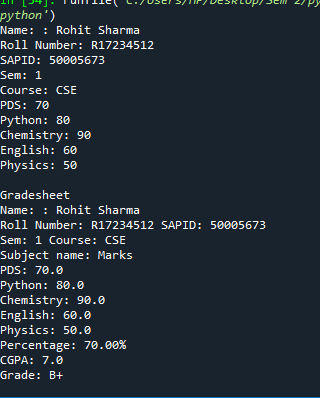 In [34]: runfile('C:/Users/HP/Desktop/Sem 2/py
python')
Name: : Rohit Sharma
Roll Number: R17234512
SAPID: 50005673
Sem: 1
Course: CSE
PDS: 70
Python: 80
Chemistry: 90
English: 60
Physics: 50
Gradesheet
Name: : Rohit Sharma
Roll Number: R17234512 SAPID: 50005673
Sem: 1 Course: CSE
Subject name: Marks
PDS: 70.0
Python: 80.0
Chemistry: 90.0
English: 60.0
Physics: 50.0
Percentage: 70.00%
CGPA: 7.0
Grade: B+